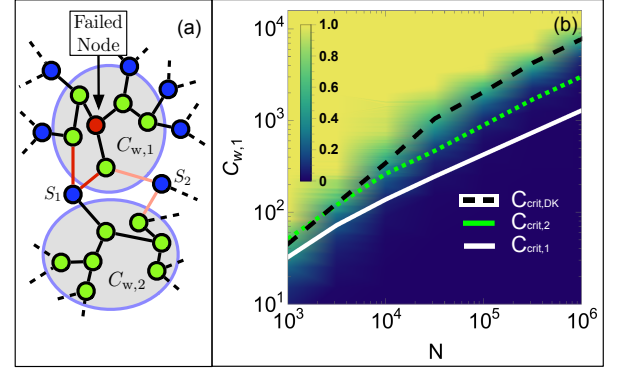 Failed
Node
(a)
C_{w,1}
S_1
S_2
C_{w,2}
(b)
C_{w,1}
10^4
10^3
10^2
10^1
1.0
0.8
0.6
0.4
0.2
0
C_{crit,DK}
C_{crit,2}
C_{crit,1}
10^3 10^4 10^5 10^6
N